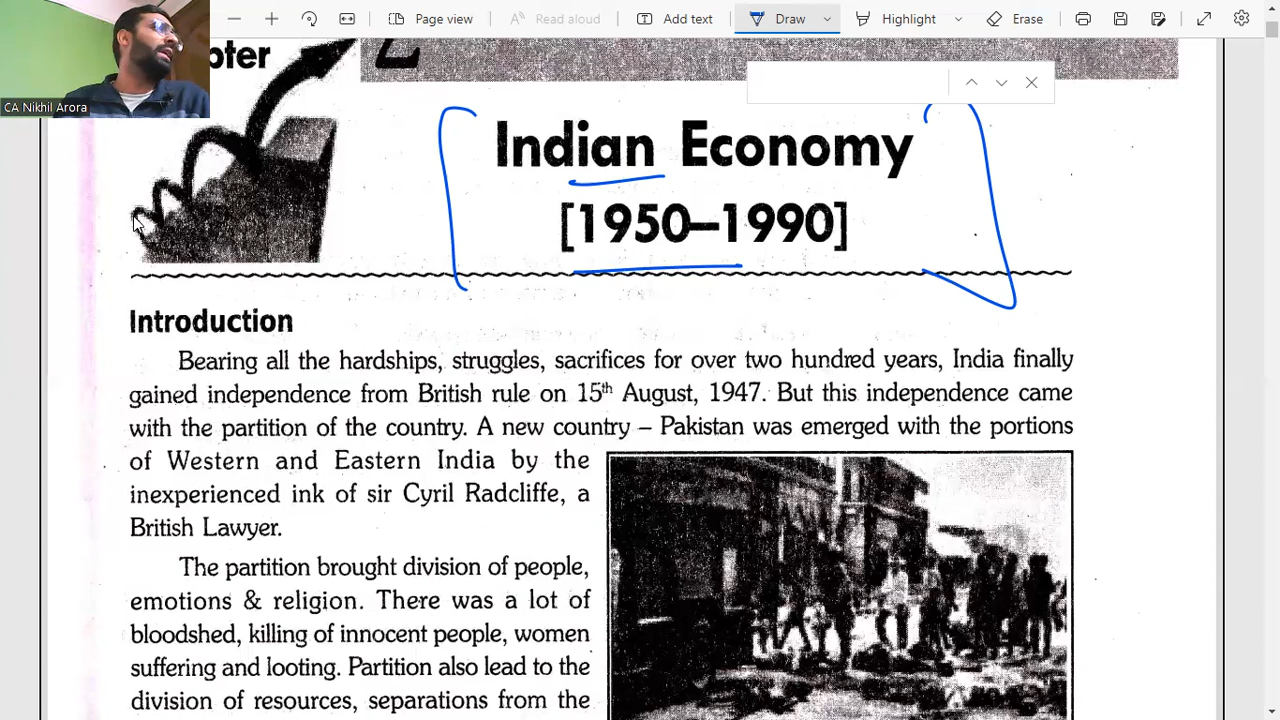 Page view
Read aloud
Add text
Draw
Highlight
Erase
CA Nikhil Arora
2
Indian Economy
[1950–1990]
Introduction
Bearing all the hardships, struggles, sacrifices for over two hundred years, India finally
gained independence from British rule on 15th August, 1947. But this independence came
with the partition of the country. A new country – Pakistan was emerged with the portions
of Western and Eastern India by the
inexperienced ink of sir Cyril Radcliffe, a
British Lawyer.
The partition brought division of people,
emotions & religion. There was a lot of
bloodshed, killing of innocent people, women
suffering and looting. Partition also lead to the
division of resources, separations from the